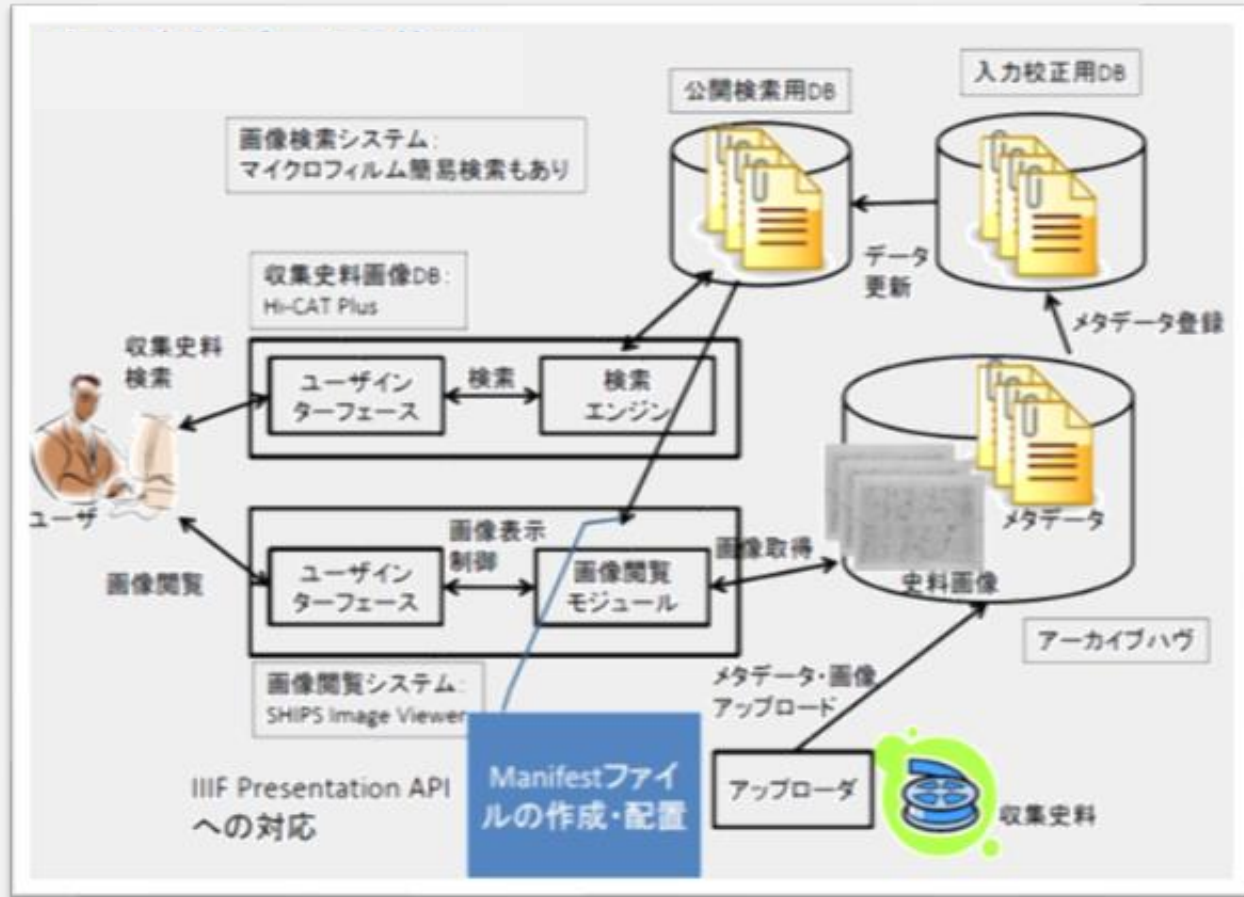 公開検索用DB
入力校正用DB
画像検索システム:
マイクロフィルム簡易検索もあり
データ
更新
収集史料画像DB:
Hi-CAT Plus
メタデータ登録
収集史料
検索
ユーザイン
ターフェース
検索
検索
エンジン
ユーザ
メタデータ
画像表示
制御
画像取得
史料画像
画像閲覧
ユーザイン
ターフェース
画像閲覧
モジュール
アーカイブハヴ
画像閲覧システム:
SHIPS Image Viewer
メタデータ・画像
アップロード
IIIF Presentation API
への対応
Manifestファイ
ルの作成・配置
アップローダ
収集史料